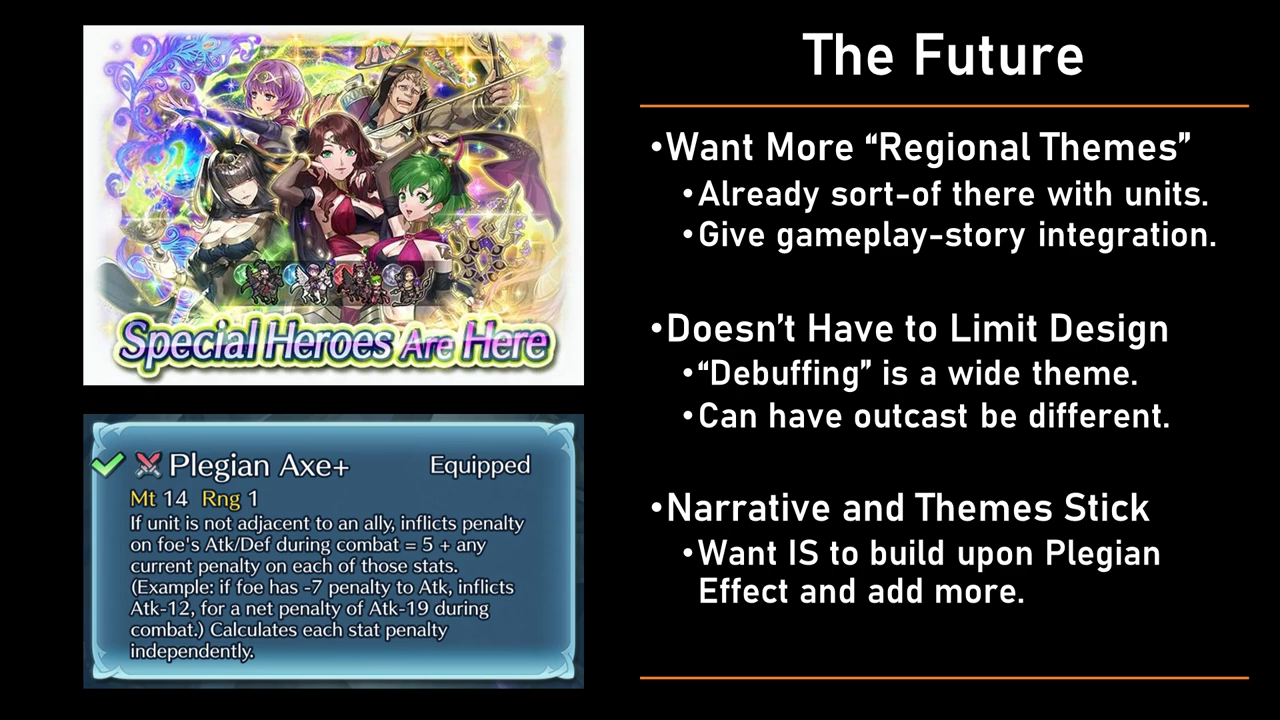 Special Heroes Are Here
Plegian Axe+ Equipped
Mt 14 Rng 1
If unit is not adjacent to an ally, inflicts penalty
on foe's Atk/Def during combat = 5 + any
current penalty on each of those stats.
(Example: if foe has -7 penalty to Atk, inflicts
Atk-12, for a net penalty of Atk-19 during
combat.) Calculates each stat penalty
independently.
The Future
•Want More “Regional Themes”
•Already sort-of there with units.
•Give gameplay-story integration.
•Doesn’t Have to Limit Design
•“Debuffing” is a wide theme.
•Can have outcast be different.
•Narrative and Themes Stick
•Want IS to build upon Plegian
Effect and add more.